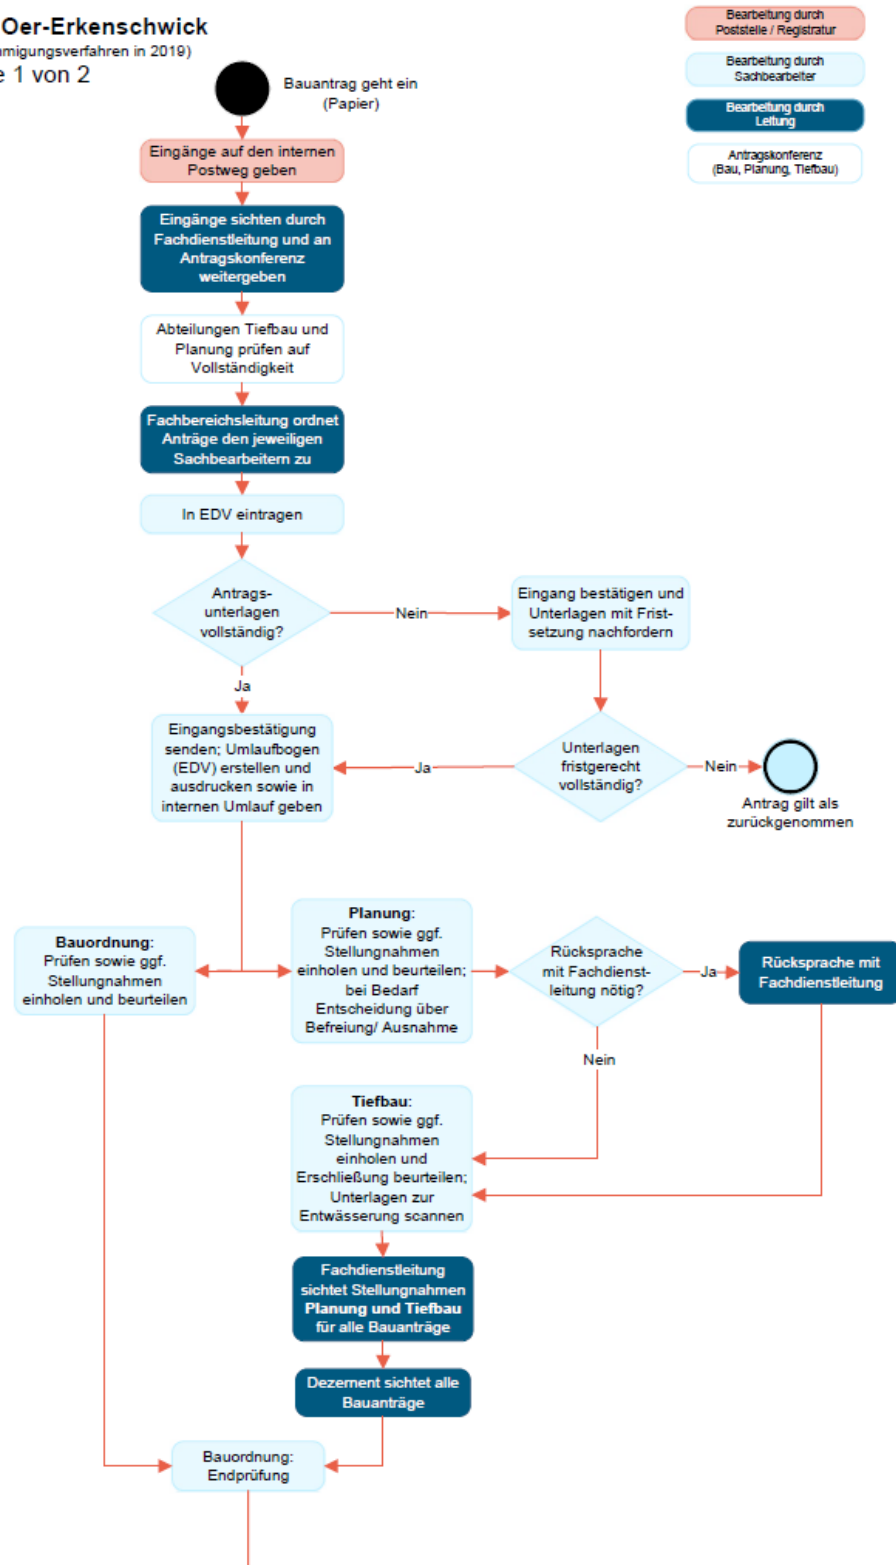 Oer-Erkenschwick
migungsverfahren in 2019)
e 1 von 2
Bearbeitung durch
Poststelle / Registratur
Bearbeitung durch
Sachbearbeiter
Bearbeitung durch
Leitung
Antragskonferenz
(Bau, Planung, Tiefbau)
Bauantrag geht ein
(Papier)
Eingänge auf den internen
Postweg geben
Eingänge sichten durch
Fachdienstleitung und an
Antragskonferenz
weitergeben
Abteilungen Tiefbau und
Planung prüfen auf
Vollständigkeit
Fachbereichsleitung ordnet
Anträge den jeweiligen
Sachbearbeitern zu
In EDV eintragen
Antrags-
unterlagen
vollständig?
Nein
Eingang bestätigen und
Unterlagen mit Frist-
setzung nachfordern
Ja
Eingangsbestätigung
senden; Umlaufbogen
(EDV) erstellen und
ausdrucken sowie in
internen Umlauf geben
Ja
Unterlagen
fristgerecht
vollständig?
Nein
Antrag gilt als
zurückgenommen
Bauordnung:
Prüfen sowie ggf.
Stellungnahmen
einholen und beurteilen
Planung:
Prüfen sowie ggf.
Stellungnahmen
einholen und beurteilen;
bei Bedarf
Entscheidung über
Befreiung/ Ausnahme
Rücksprache
mit Fachdienst-
leitung nötig?
Ja
Rücksprache mit
Fachdienstleitung
Nein
Tiefbau:
Prüfen sowie ggf.
Stellungnahmen
einholen und
Erschließung beurteilen;
Unterlagen zur
Entwässerung scannen
Fachdienstleitung
sichtet Stellungnahmen
Planung und Tiefbau
für alle Bauanträge
Dezernent sichtet alle
Bauanträge
Bauordnung:
Endprüfung